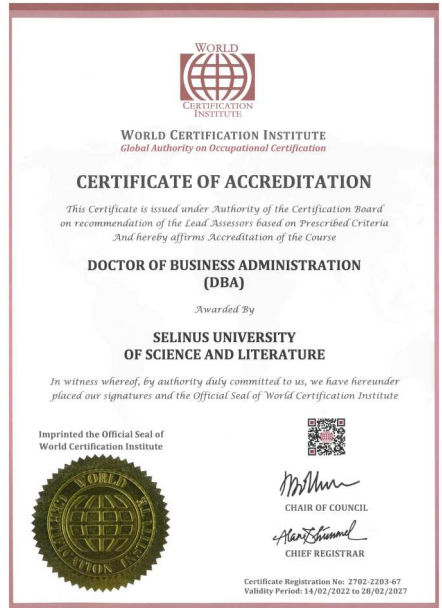 WORLD
CERTIFICATION
INSTITUTE
WORLD CERTIFICATION INSTITUTE
Global Authority on Occupational Certification
CERTIFICATE OF ACCREDITATION
This Certificate is issued under Authority of the Certification Board
on recommendation of the Lead Assessors based on Prescribed Criteria
And hereby affirms Accreditation of the Course
DOCTOR OF BUSINESS ADMINISTRATION
(DBA)
Awarded By
SELINUS UNIVERSITY
OF SCIENCE AND LITERATURE
In witness whereof, by authority duly committed to us, we have hereunder
placed our signatures and the Official Seal of World Certification Institute
Imprinted the Official Seal of
World Certification Institute
WORLD
CHAIR OF COUNCIL
CHIEF REGISTRAR
Certificate Registration No: 2702-2203-67
Validity Period: 14/02/2022 to 28/02/2027